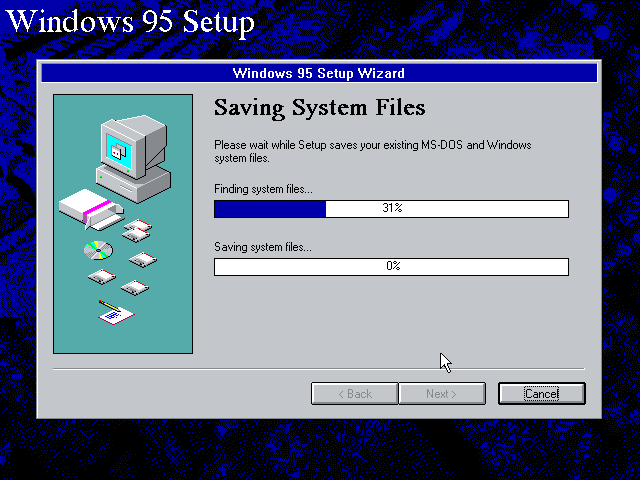 Windows 95 Setup
Windows 95 Setup Wizard
Saving System Files
Please wait while Setup saves your existing MS-DOS and Windows
system files.
Finding system files...
31%
Saving system files...
0%
< Back
Next >
Cancel